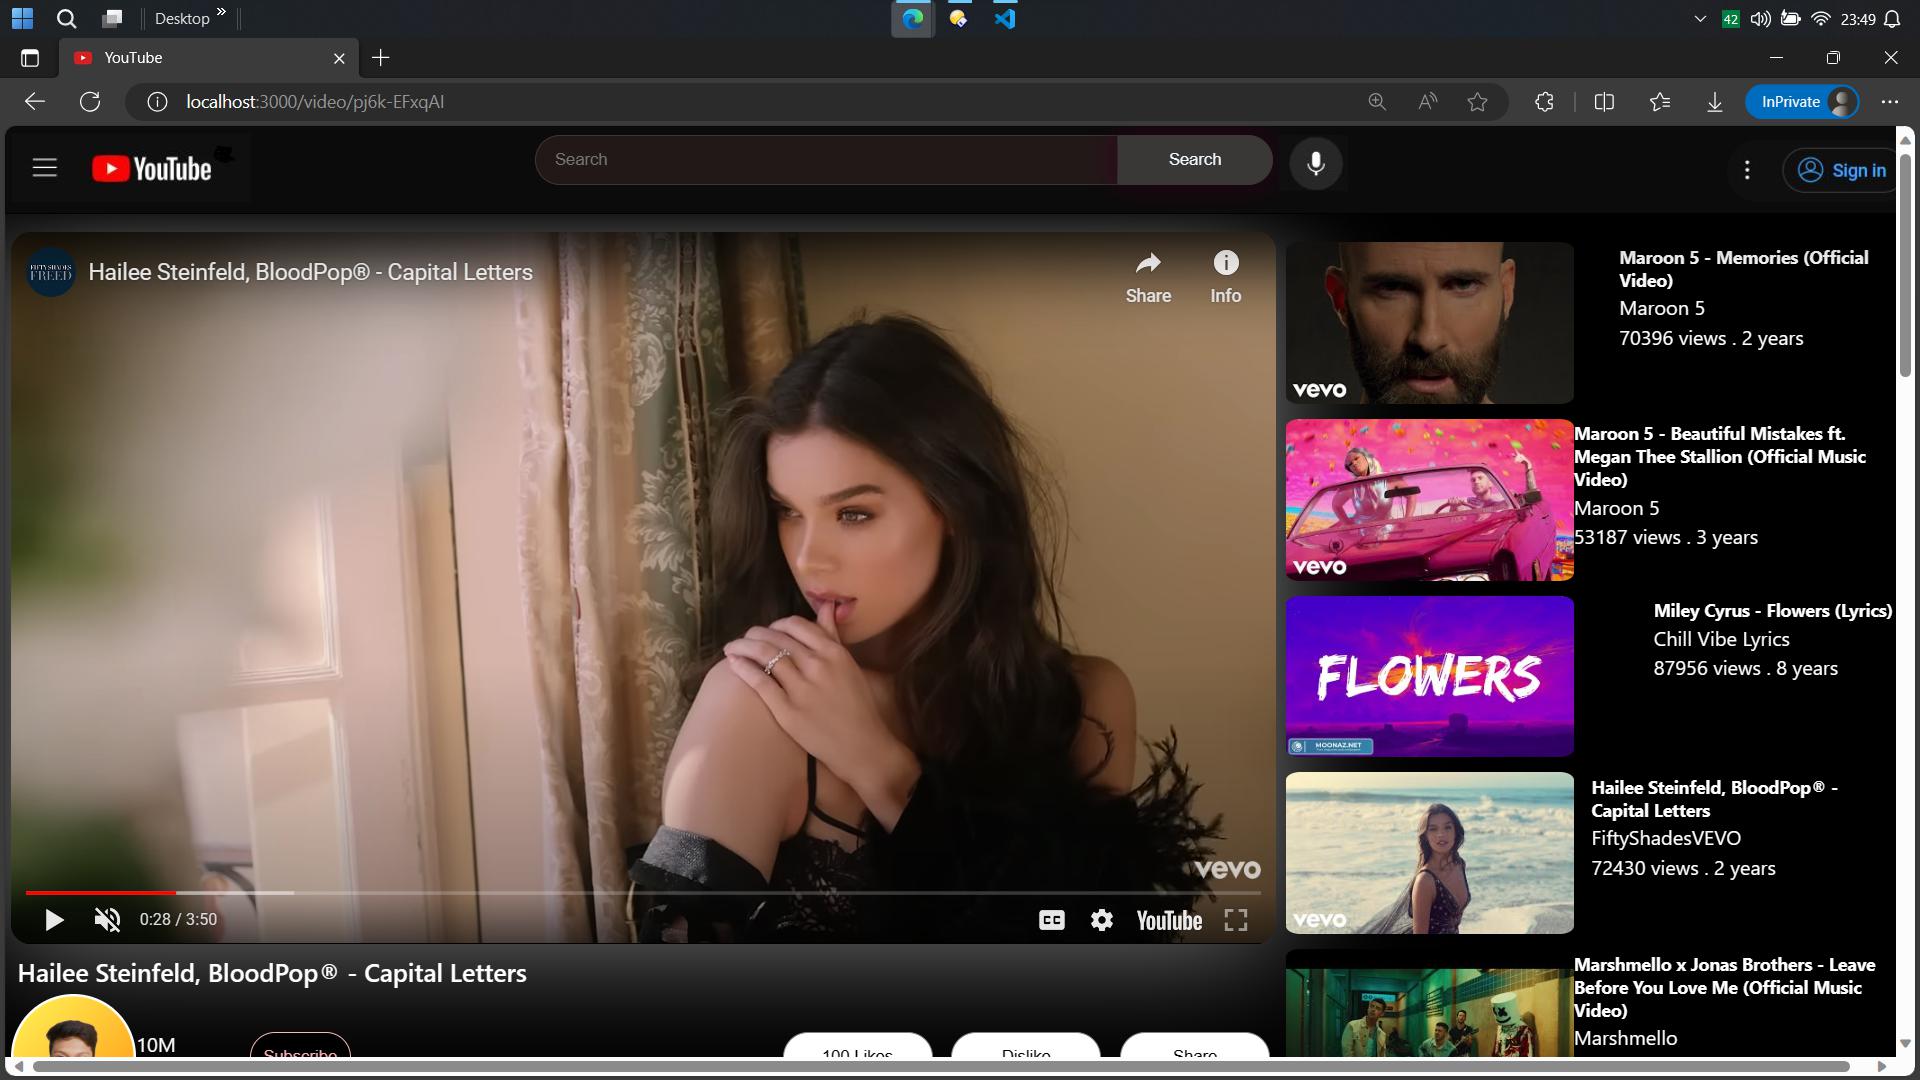 Desktop »
42
23:49
YouTube
localhost:3000/video/pj6k-EFxqAI
InPrivate
YouTube
Search
Search
Sign in
FIFTY SHADES
FREED
Hailee Steinfeld, BloodPop® - Capital Letters
Share
Info
vevo
0:28 / 3:50
CC
YouTube
Hailee Steinfeld, BloodPop® - Capital Letters
10M
Subscribe
100 Likes
Dislike
Share
vevo
Maroon 5 - Memories (Official
Video)
Maroon 5
70396 views . 2 years
vevo
Maroon 5 - Beautiful Mistakes ft.
Megan Thee Stallion (Official Music
Video)
Maroon 5
53187 views . 3 years
FLOWERS
MOONAZ.NET
Miley Cyrus - Flowers (Lyrics)
Chill Vibe Lyrics
87956 views . 8 years
vevo
Hailee Steinfeld, BloodPop® -
Capital Letters
FiftyShadesVEVO
72430 views . 2 years
Marshmello x Jonas Brothers - Leave
Before You Love Me (Official Music
Video)
Marshmello